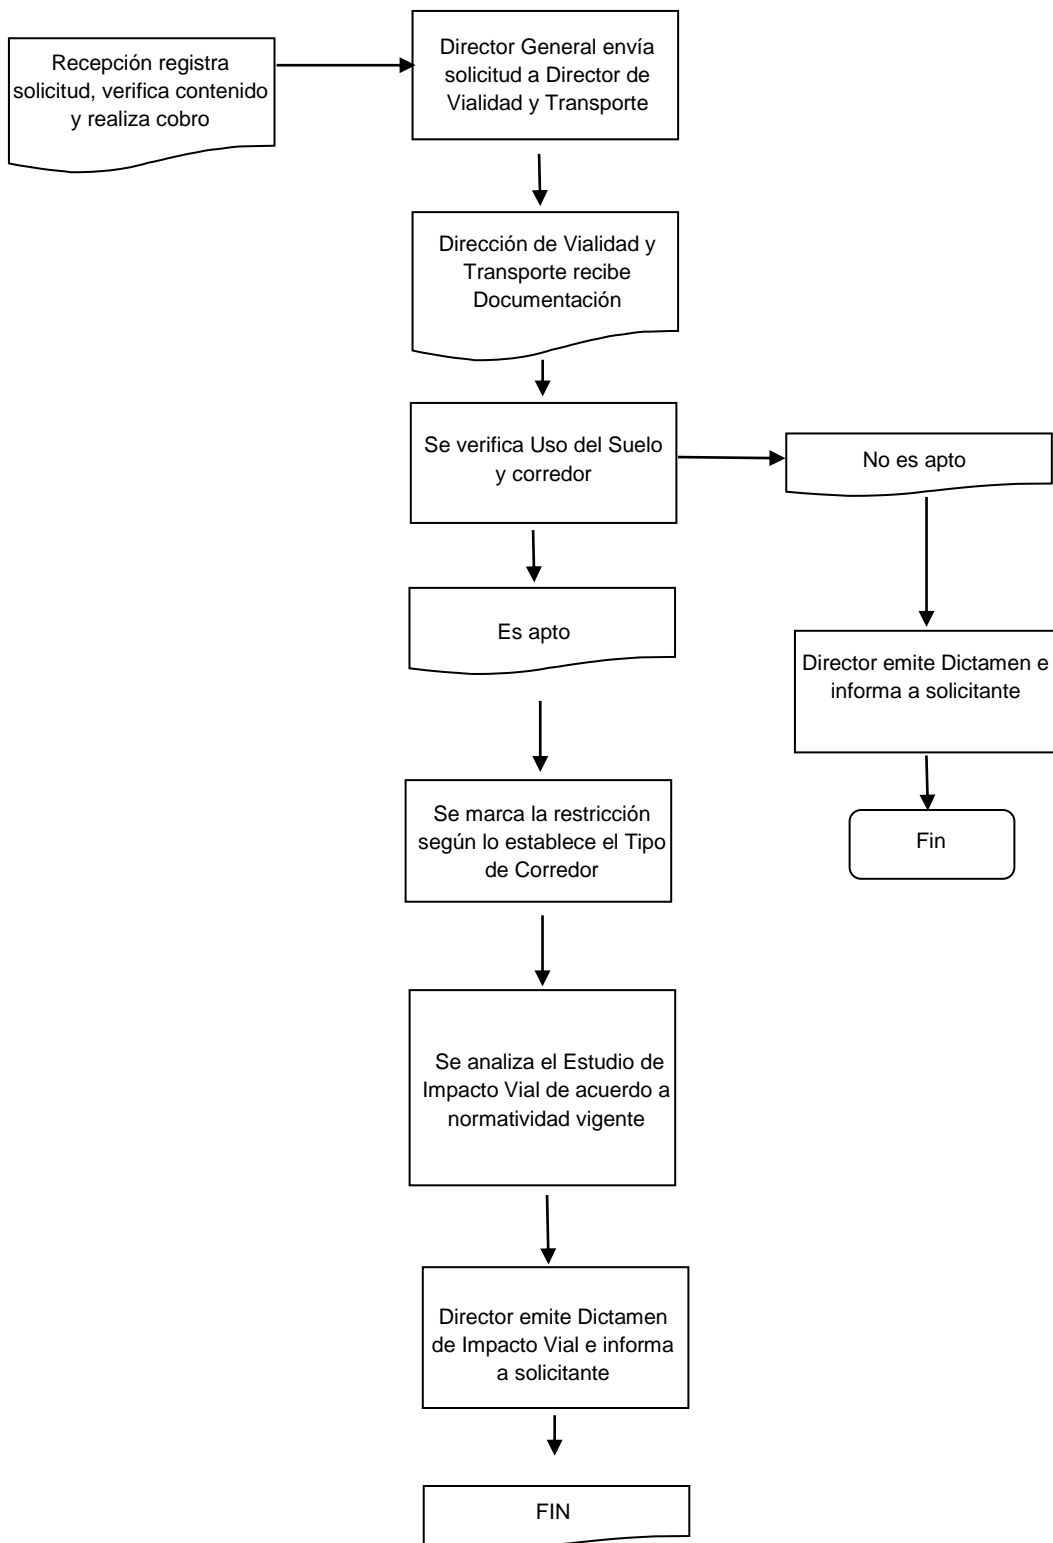 Recepción registra
solicitud, verifica contenido
y realiza cobro
Director General envía
solicitud a Director de
Vialidad y Transporte
Dirección de Vialidad y
Transporte recibe
Documentación
Se verifica Uso del Suelo
y corredor
No es apto
Es apto
Director emite Dictamen e
informa a solicitante
Fin
Se marca la restricción
según lo establece el Tipo
de Corredor
Se analiza el Estudio de
Impacto Vial de acuerdo a
normatividad vigente
Director emite Dictamen
de Impacto Vial e informa
a solicitante
FIN